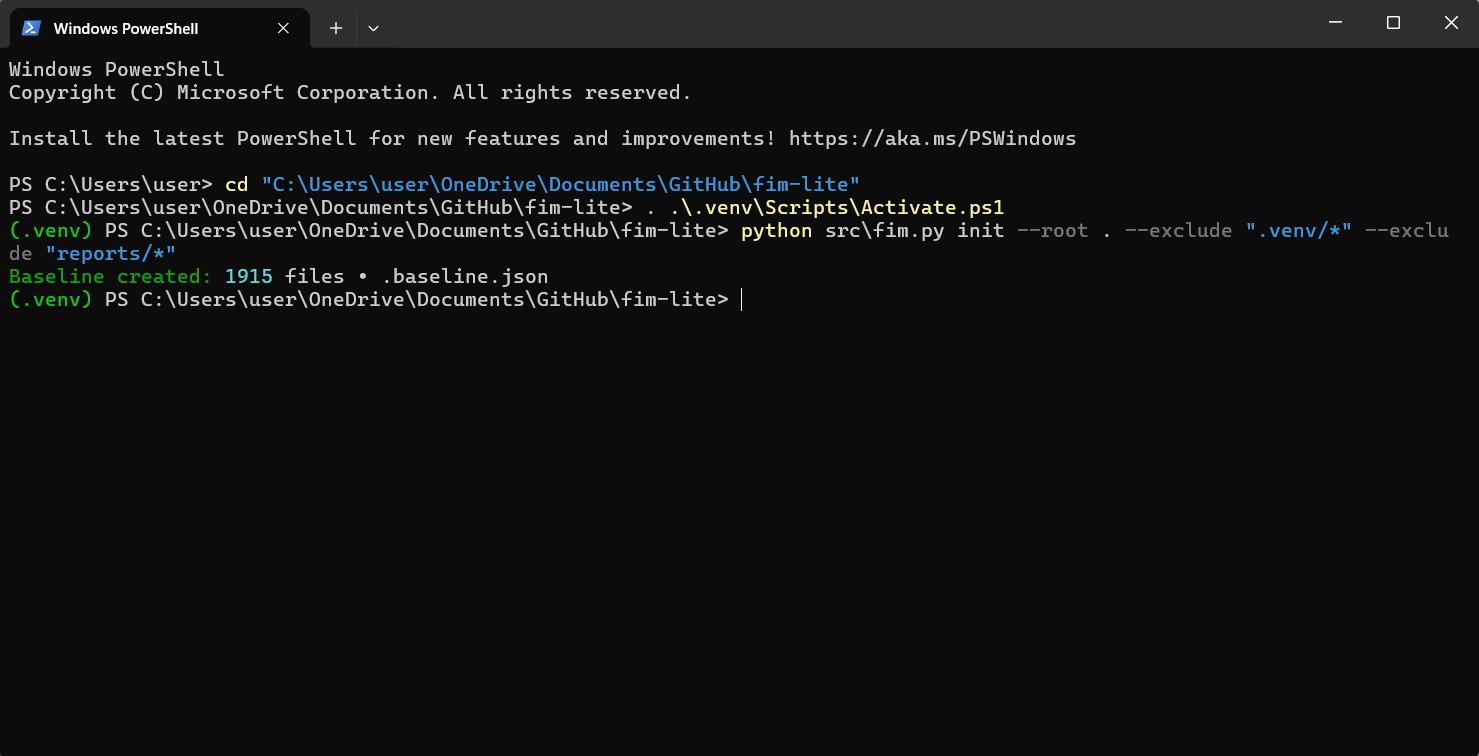 Windows PowerShell
Windows PowerShell
Copyright (C) Microsoft Corporation. All rights reserved.
Install the latest PowerShell for new features and improvements! https://aka.ms/PSWindows
PS C:\Users\user> cd "C:\Users\user\OneDrive\Documents\GitHub\fim-lite"
PS C:\Users\user\OneDrive\Documents\GitHub\fim-lite> . .\.venv\Scripts\Activate.ps1
(.venv) PS C:\Users\user\OneDrive\Documents\GitHub\fim-lite> python src\fim.py init --root . --exclude ".venv/*" --exclu
de "reports/*"
Baseline created: 1915 files • .baseline.json
(.venv) PS C:\Users\user\OneDrive\Documents\GitHub\fim-lite>